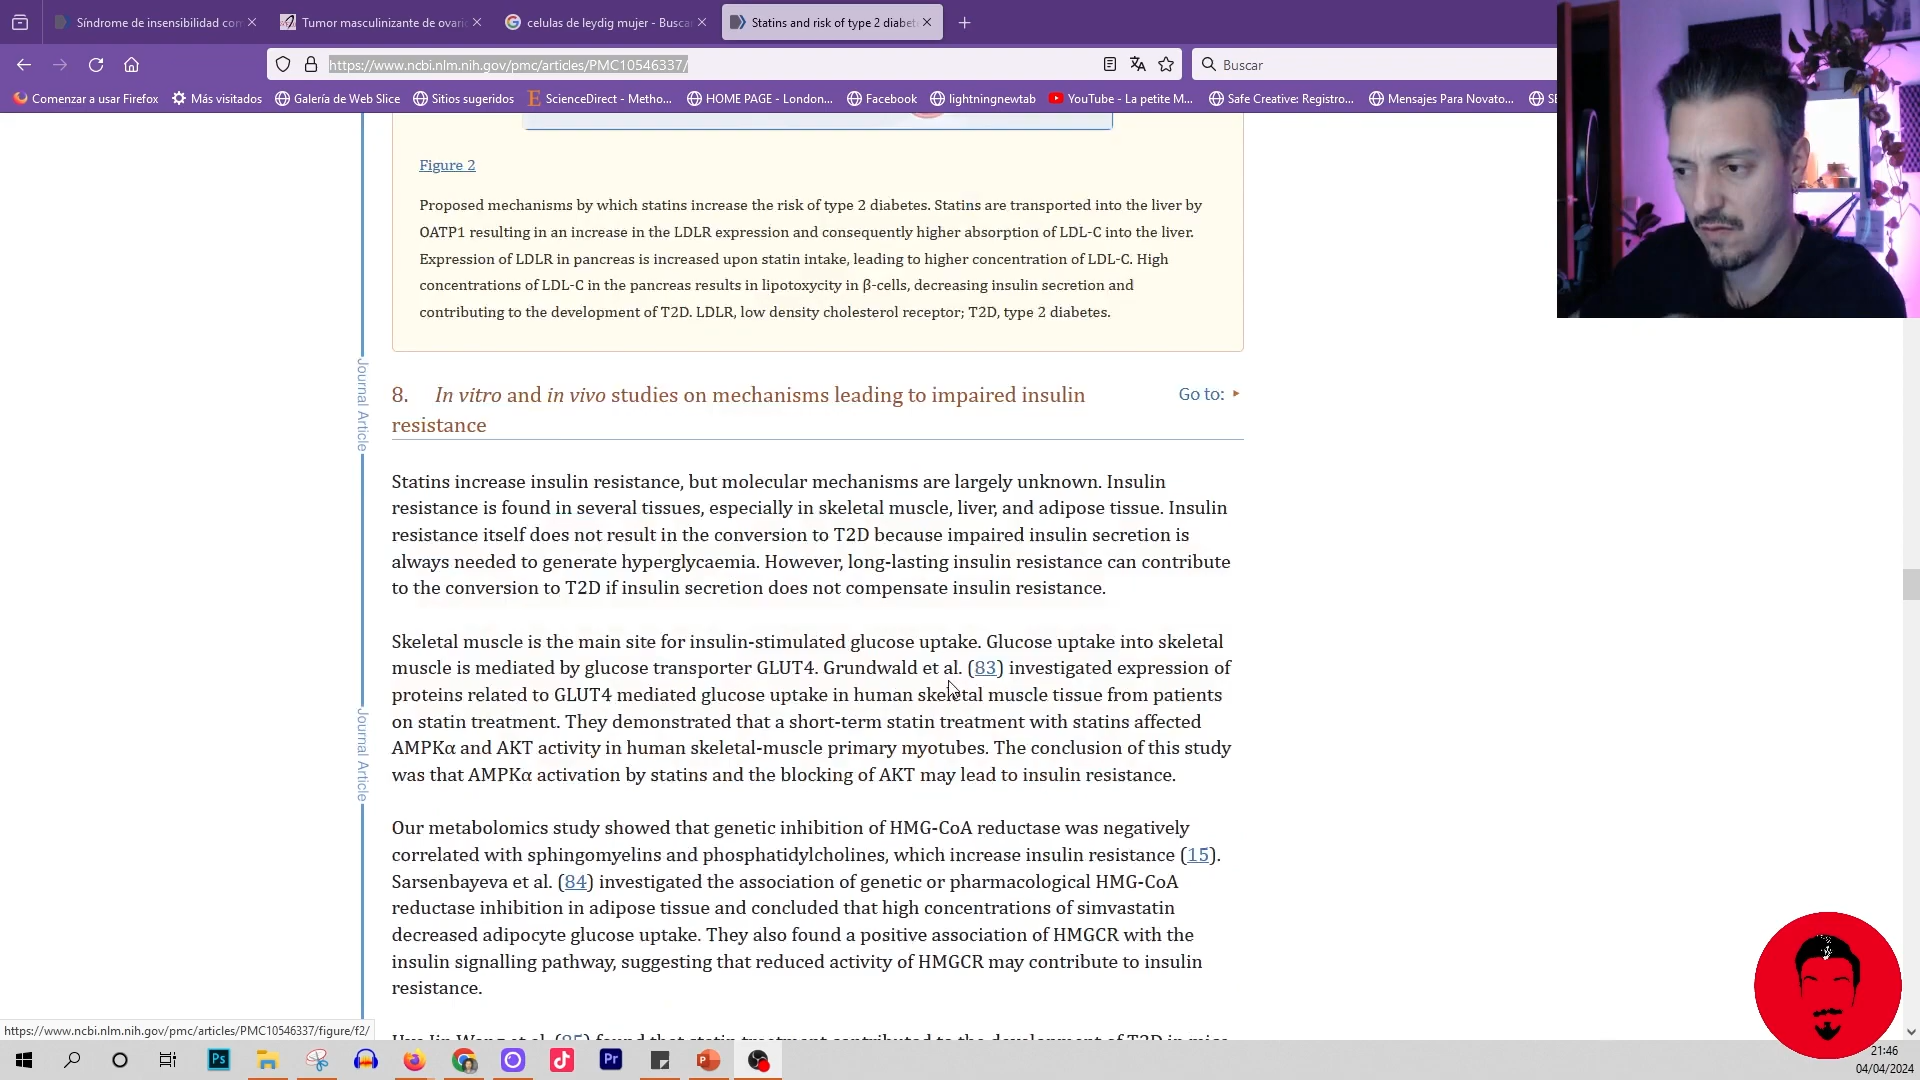 Síndrome de insensibilidad con
Tumor masculinizante de ovari
celulas de leydig mujer - Busca
Statins and risk of type 2 diabet
https://www.ncbi.nlm.nih.gov/pmc/articles/PMC10546337/
Buscar
Comenzar a usar Firefox
Más visitados
Galería de Web Slice
Sitios sugeridos
ScienceDirect - Metho...
HOME PAGE - London...
Facebook
lightningnewtab
YouTube - La petite M...
Safe Creative: Registro...
Mensajes Para Novato...
Figure 2
Proposed mechanisms by which statins increase the risk of type 2 diabetes. Statins are transported into the liver by
OATP1 resulting in an increase in the LDLR expression and consequently higher absorption of LDL-C into the liver.
Expression of LDLR in pancreas is increased upon statin intake, leading to higher concentration of LDL-C. High
concentrations of LDL-C in the pancreas results in lipotoxycity in β-cells, decreasing insulin secretion and
contributing to the development of T2D. LDLR, low density cholesterol receptor; T2D, type 2 diabetes.
Journal Article
8. In vitro and in vivo studies on mechanisms leading to impaired insulin
resistance
Go to:
Statins increase insulin resistance, but molecular mechanisms are largely unknown. Insulin
resistance is found in several tissues, especially in skeletal muscle, liver, and adipose tissue. Insulin
resistance itself does not result in the conversion to T2D because impaired insulin secretion is
always needed to generate hyperglycaemia. However, long-lasting insulin resistance can contribute
to the conversion to T2D if insulin secretion does not compensate insulin resistance.
Skeletal muscle is the main site for insulin-stimulated glucose uptake. Glucose uptake into skeletal
muscle is mediated by glucose transporter GLUT4. Grundwald et al. (83) investigated expression of
proteins related to GLUT4 mediated glucose uptake in human skeletal muscle tissue from patients
on statin treatment. They demonstrated that a short-term statin treatment with statins affected
AMPKα and AKT activity in human skeletal-muscle primary myotubes. The conclusion of this study
was that AMPKα activation by statins and the blocking of AKT may lead to insulin resistance.
Journal Article
Our metabolomics study showed that genetic inhibition of HMG-CoA reductase was negatively
correlated with sphingomyelins and phosphatidylcholines, which increase insulin resistance (15).
Sarsenbayeva et al. (84) investigated the association of genetic or pharmacological HMG-CoA
reductase inhibition in adipose tissue and concluded that high concentrations of simvastatin
decreased adipocyte glucose uptake. They also found a positive association of HMGCR with the
insulin signalling pathway, suggesting that reduced activity of HMGCR may contribute to insulin
resistance.
https://www.ncbi.nlm.nih.gov/pmc/articles/PMC10546337/figure/f2/
Ps
Pr
21:46
04/04/2024